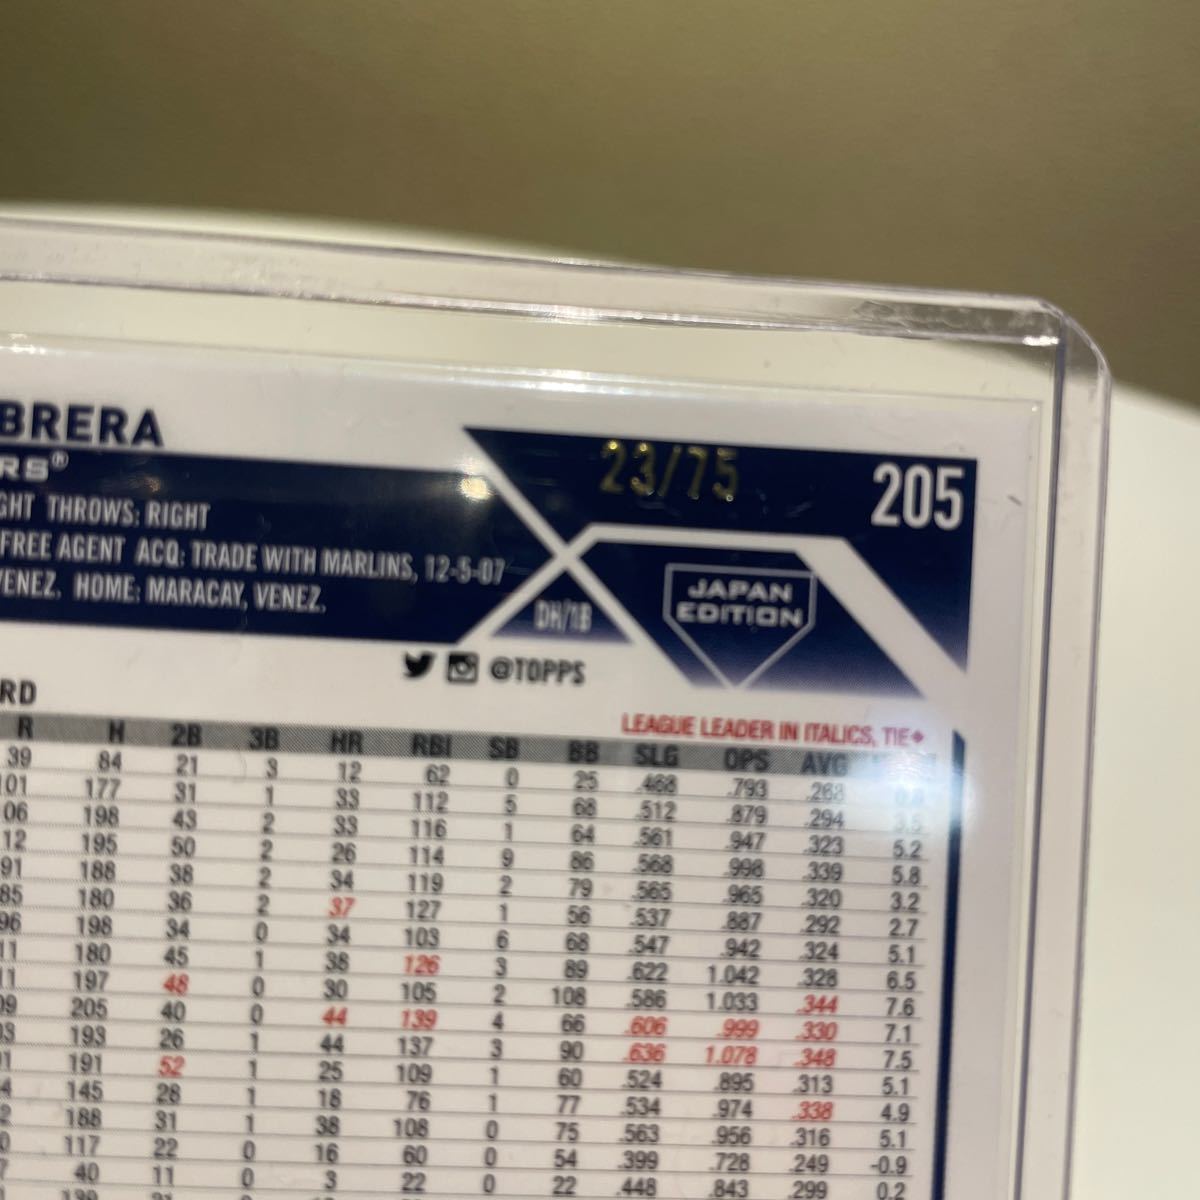 BRERA
RS®
GHT THROWS: RIGHT
FREE AGENT ACQ: TRADE WITH MARLINS, 12-5-07
VENEZ. HOME: MARACAY, VENEZ.
23/75
205
JAPAN
EDITION
DH/1B
@TOPPS
RD
LEAGUE LEADER IN ITALICS, TIE◆
R H 2B 3B HR RBI SB BB SLG OPS AVG
39 84 21 3 12 62 0 25 .468 .793 .268
101 177 31 1 33 112 5 68 .512 .879 .294 3.5
06 198 43 2 33 116 1 64 .561 .947 .323 5.2
12 195 50 2 26 114 9 86 .568 .998 .339 5.8
91 188 38 2 34 119 2 79 .565 .965 .320 3.2
85 180 36 2 37 127 1 56 .537 .887 .292 2.7
96 198 34 0 34 103 6 68 .547 .942 .324 5.1
11 180 45 1 38 126 3 89 .622 1.042 .328 6.5
11 197 48 0 30 105 2 108 .586 1.033 .344 7.6
09 205 40 0 44 139 4 66 .606 .999 .330 7.1
03 193 26 1 44 137 3 90 .636 1.078 .348 7.5
01 191 52 1 25 109 1 60 .524 .895 .313 5.1
4 145 28 1 18 76 1 77 .534 .974 .338 4.9
2 188 31 1 38 108 0 75 .563 .956 .316 5.1
0 117 22 0 16 60 0 54 .399 .728 .249 -0.9
7 40 11 0 3 22 0 22 .448 .843 .299 0.2
139